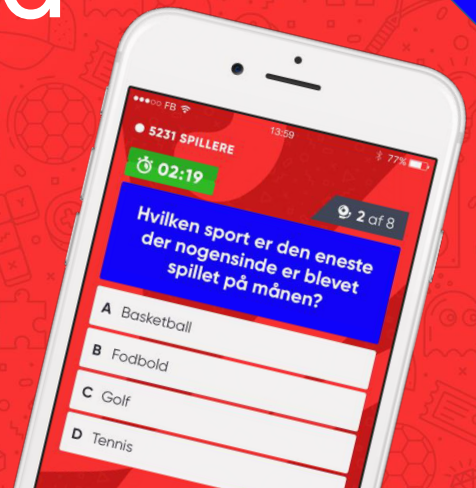 FB
13:59
77%
5231 SPILLERE
02:19
2 af 8
Hvilken sport er den eneste
der nogensinde er blevet
spillet på månen?
A Basketball
B Fodbold
C Golf
D Tennis